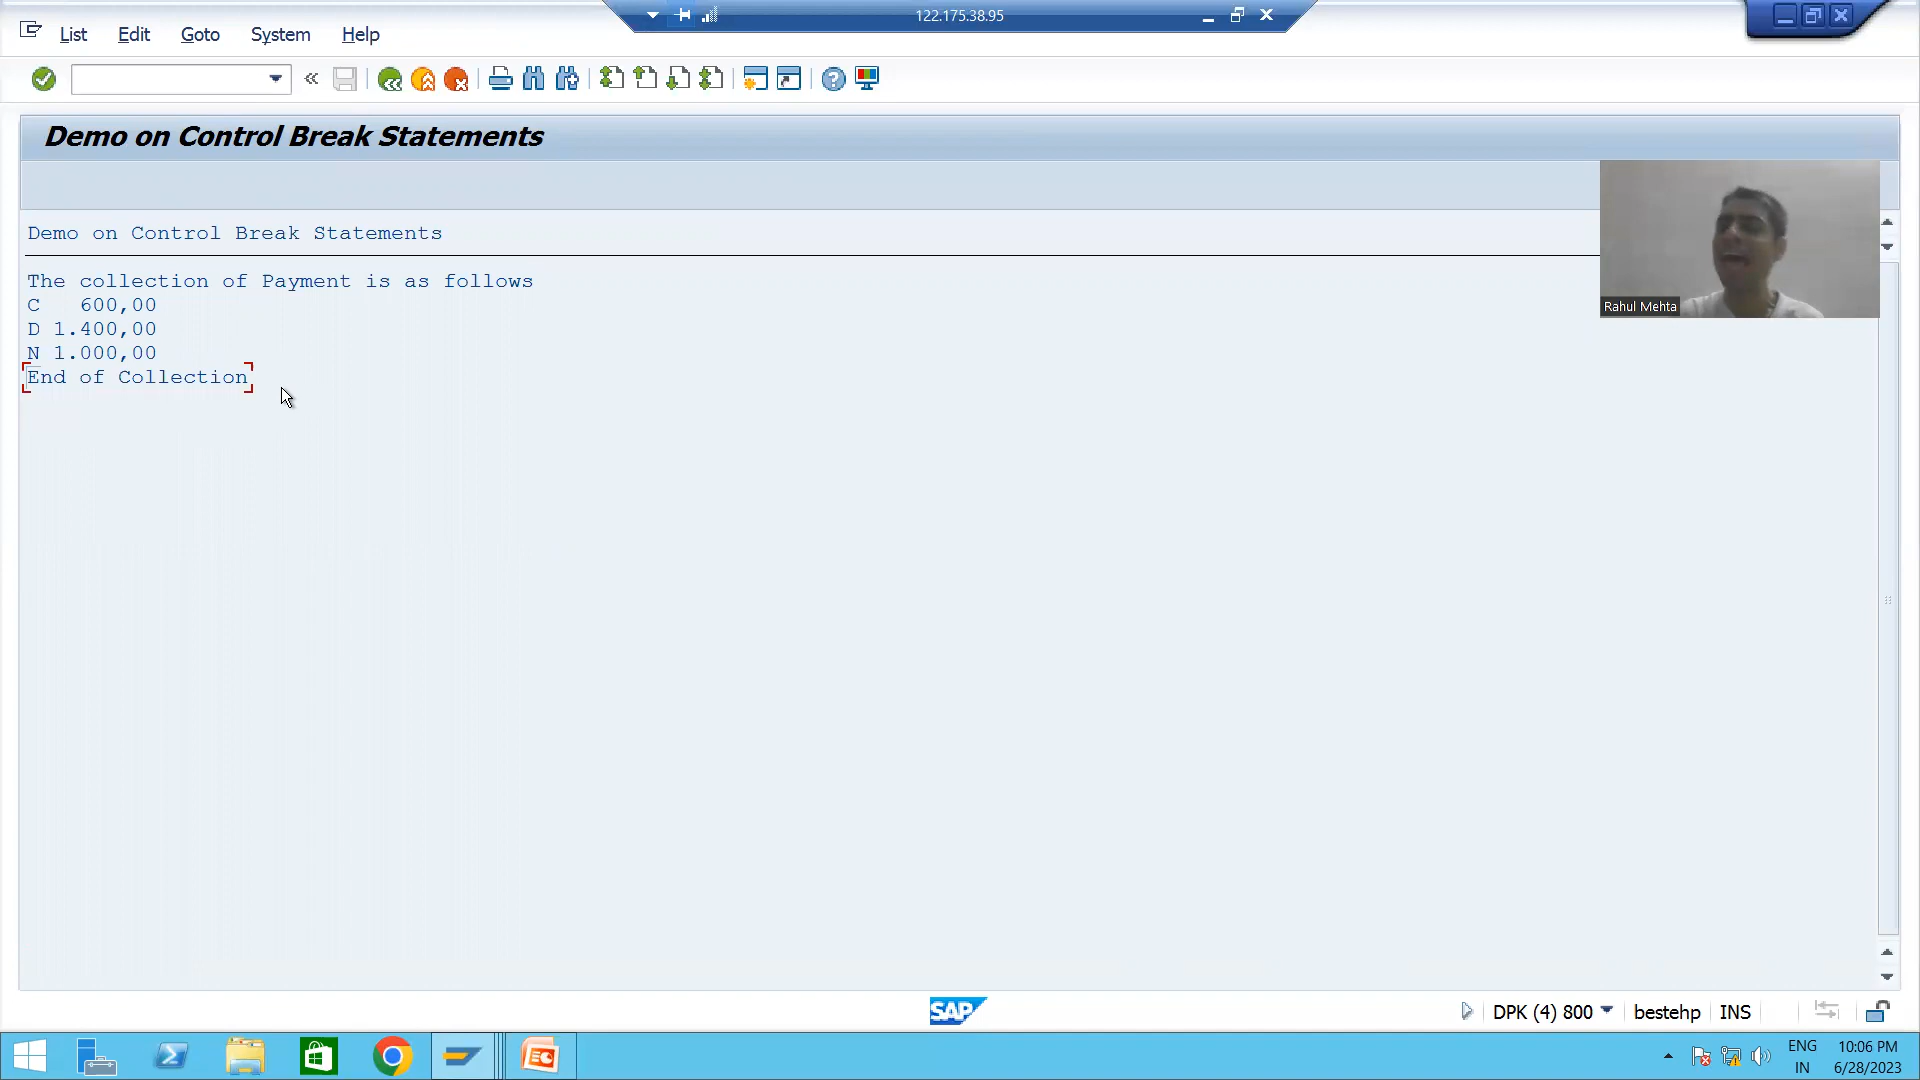 122.175.38.95
List Edit Goto System Help
Demo on Control Break Statements
Demo on Control Break Statements
The collection of Payment is as follows
C 600,00
D 1.400,00
N 1.000,00
End of Collection
Rahul Mehta
SAP
DPK (4) 800 bestehp INS
ENG 10:06 PM
IN 6/28/2023